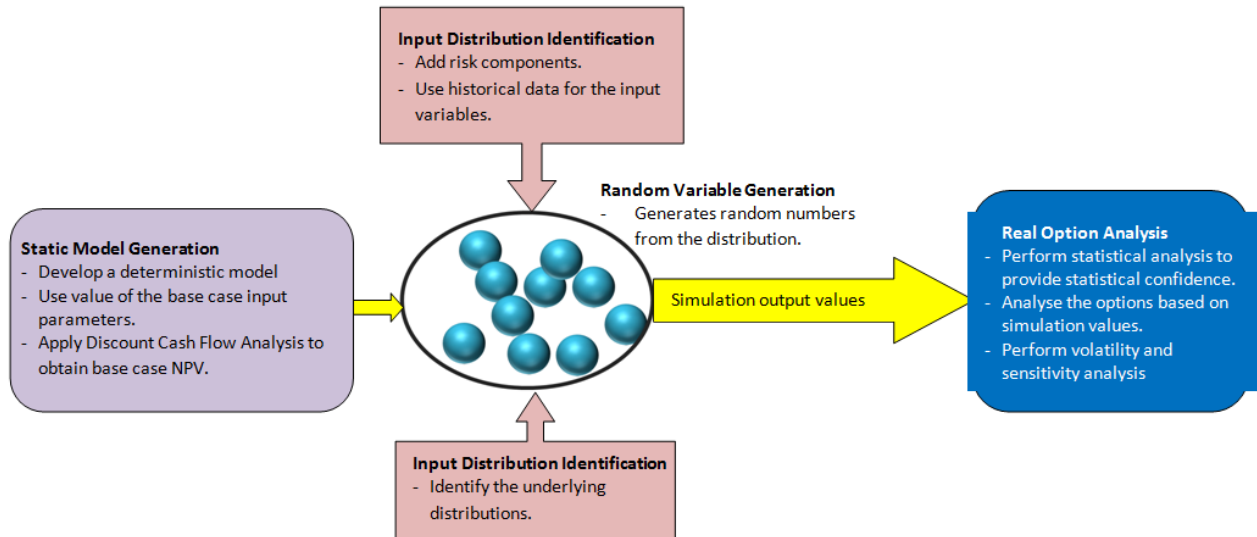 Input Distribution Identification
- Add risk components.
- Use historical data for the input
variables.
Random Variable Generation
- Generates random numbers
from the distribution.
Static Model Generation
- Develop a deterministic model
- Use value of the base case input
parameters.
- Apply Discount Cash Flow Analysis to
obtain base case NPV.
Simulation output values
Real Option Analysis
- Perform statistical analysis to
provide statistical confidence.
- Analyse the options based on
simulation values.
- Perform volatility and
sensitivity analysis
Input Distribution Identification
- Identify the underlying
distributions.